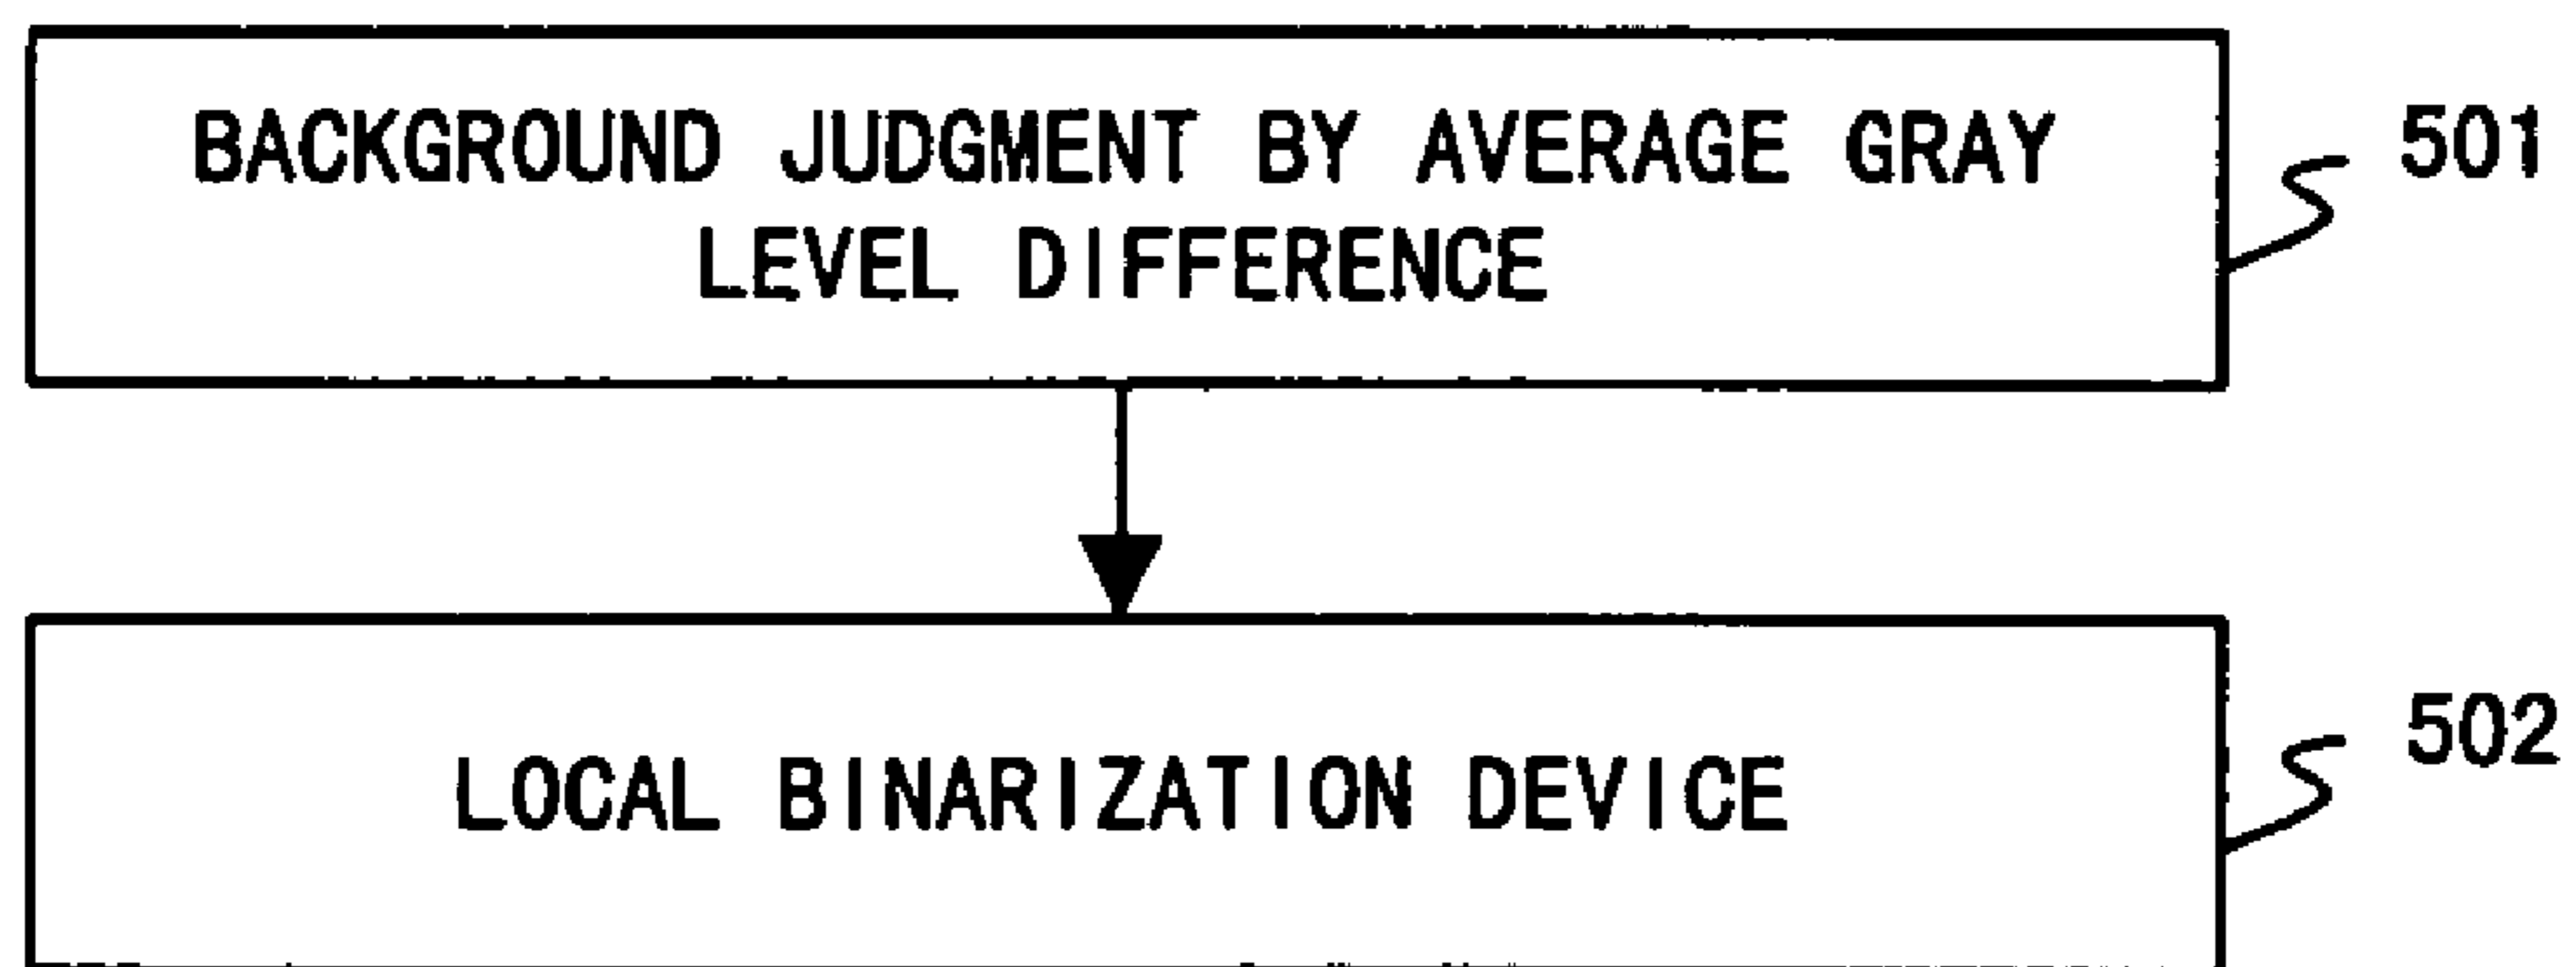 BACKGROUND JUDGMENT BY AVERAGE GRAY
LEVEL DIFFERENCE
501
LOCAL BINARIZATION DEVICE
502